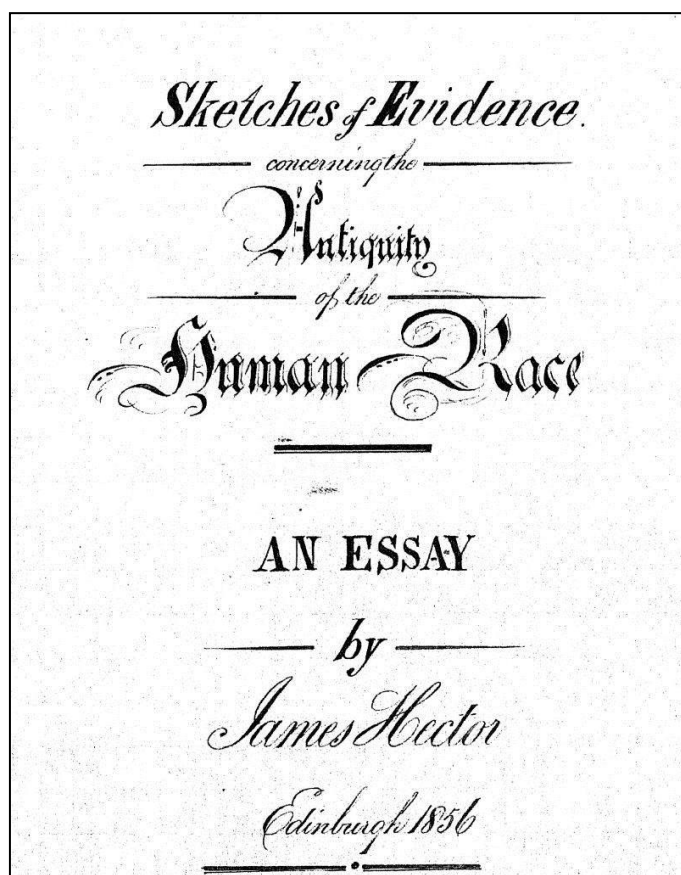 Sketches of Evidence.
concerning the
Antiquity
of the
Human Race
AN ESSAY
by
James Hector
Edinburgh 1856